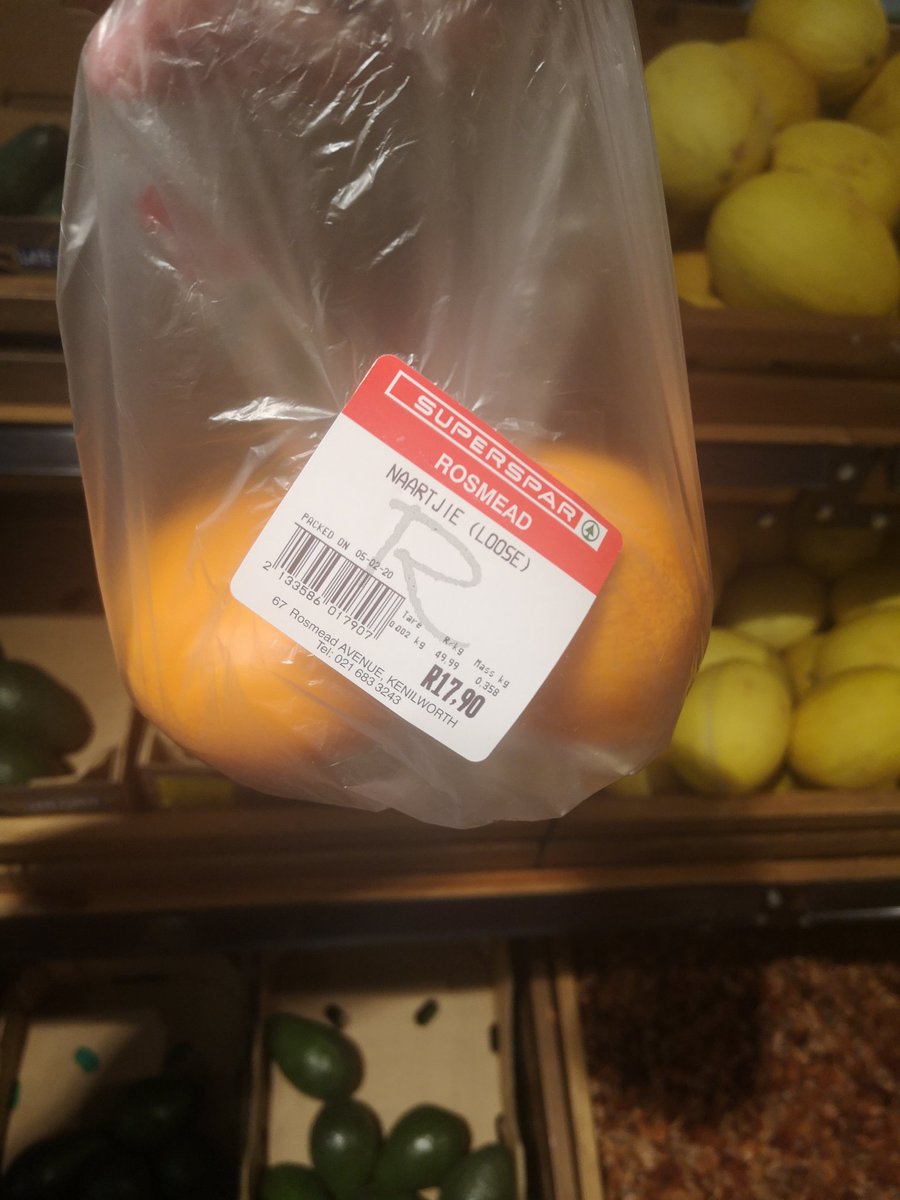 SUPERSPAR
ROSMEAD
NAARTJIE (LOOSE)
R
PACKED ON 05-02-20
2 133586 017907
Tare R/kg Mass kg
0.002 kg 49.99 0.358
R17,90
67 Rosmead AVENUE, KENILWORTH
Tel: 021 683 3243